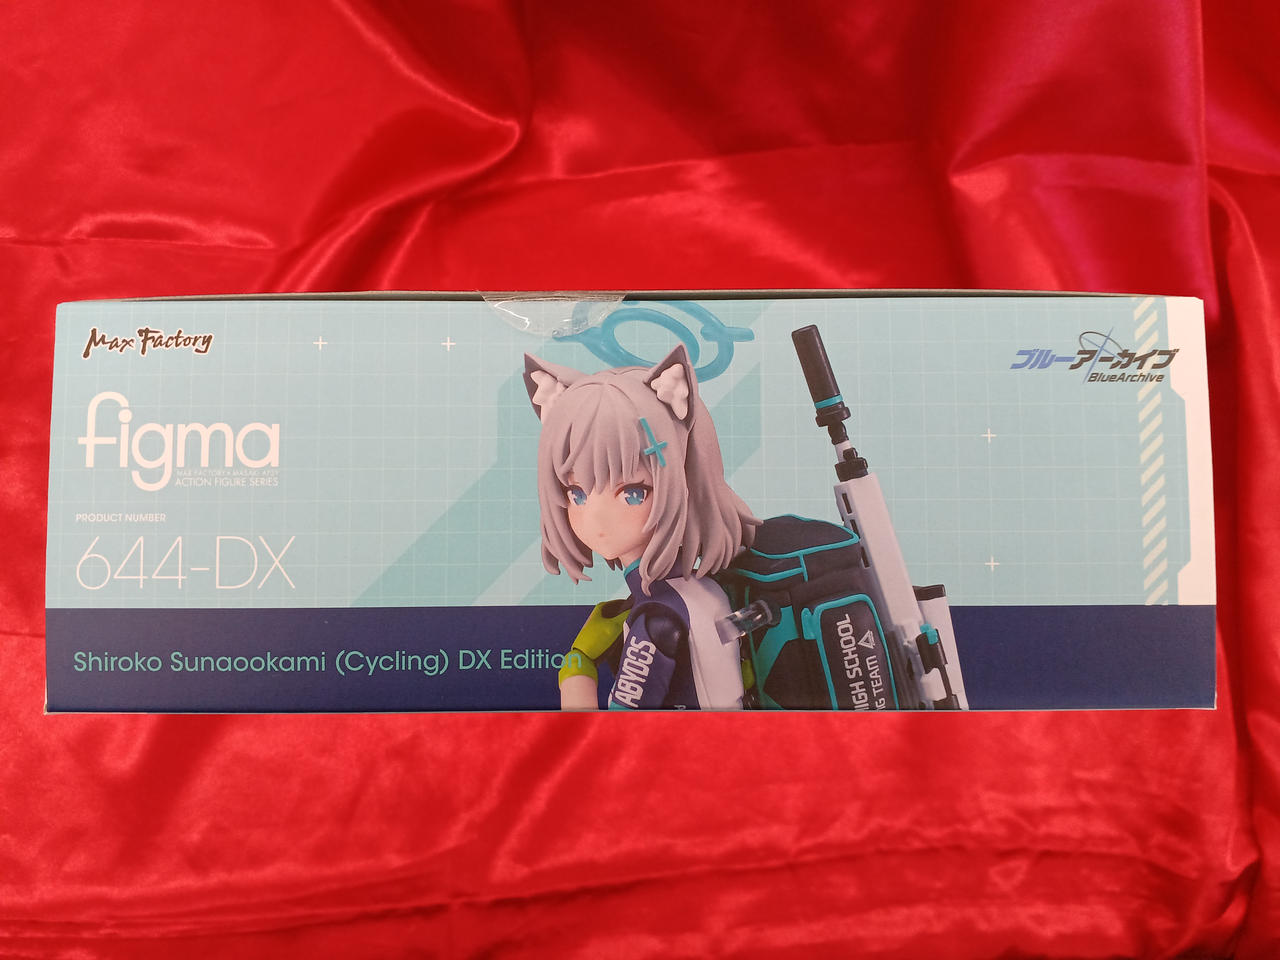 Max Factory
figma
MAX FACTORY × MASAKI APSY
ACTION FIGURE SERIES
PRODUCT NUMBER
644-DX
Shiroko Sunaookami (Cycling) DX Edition
ブルーアーカイブ
BlueArchive
ABYDOS
HIGH SCHOOL
TEAM